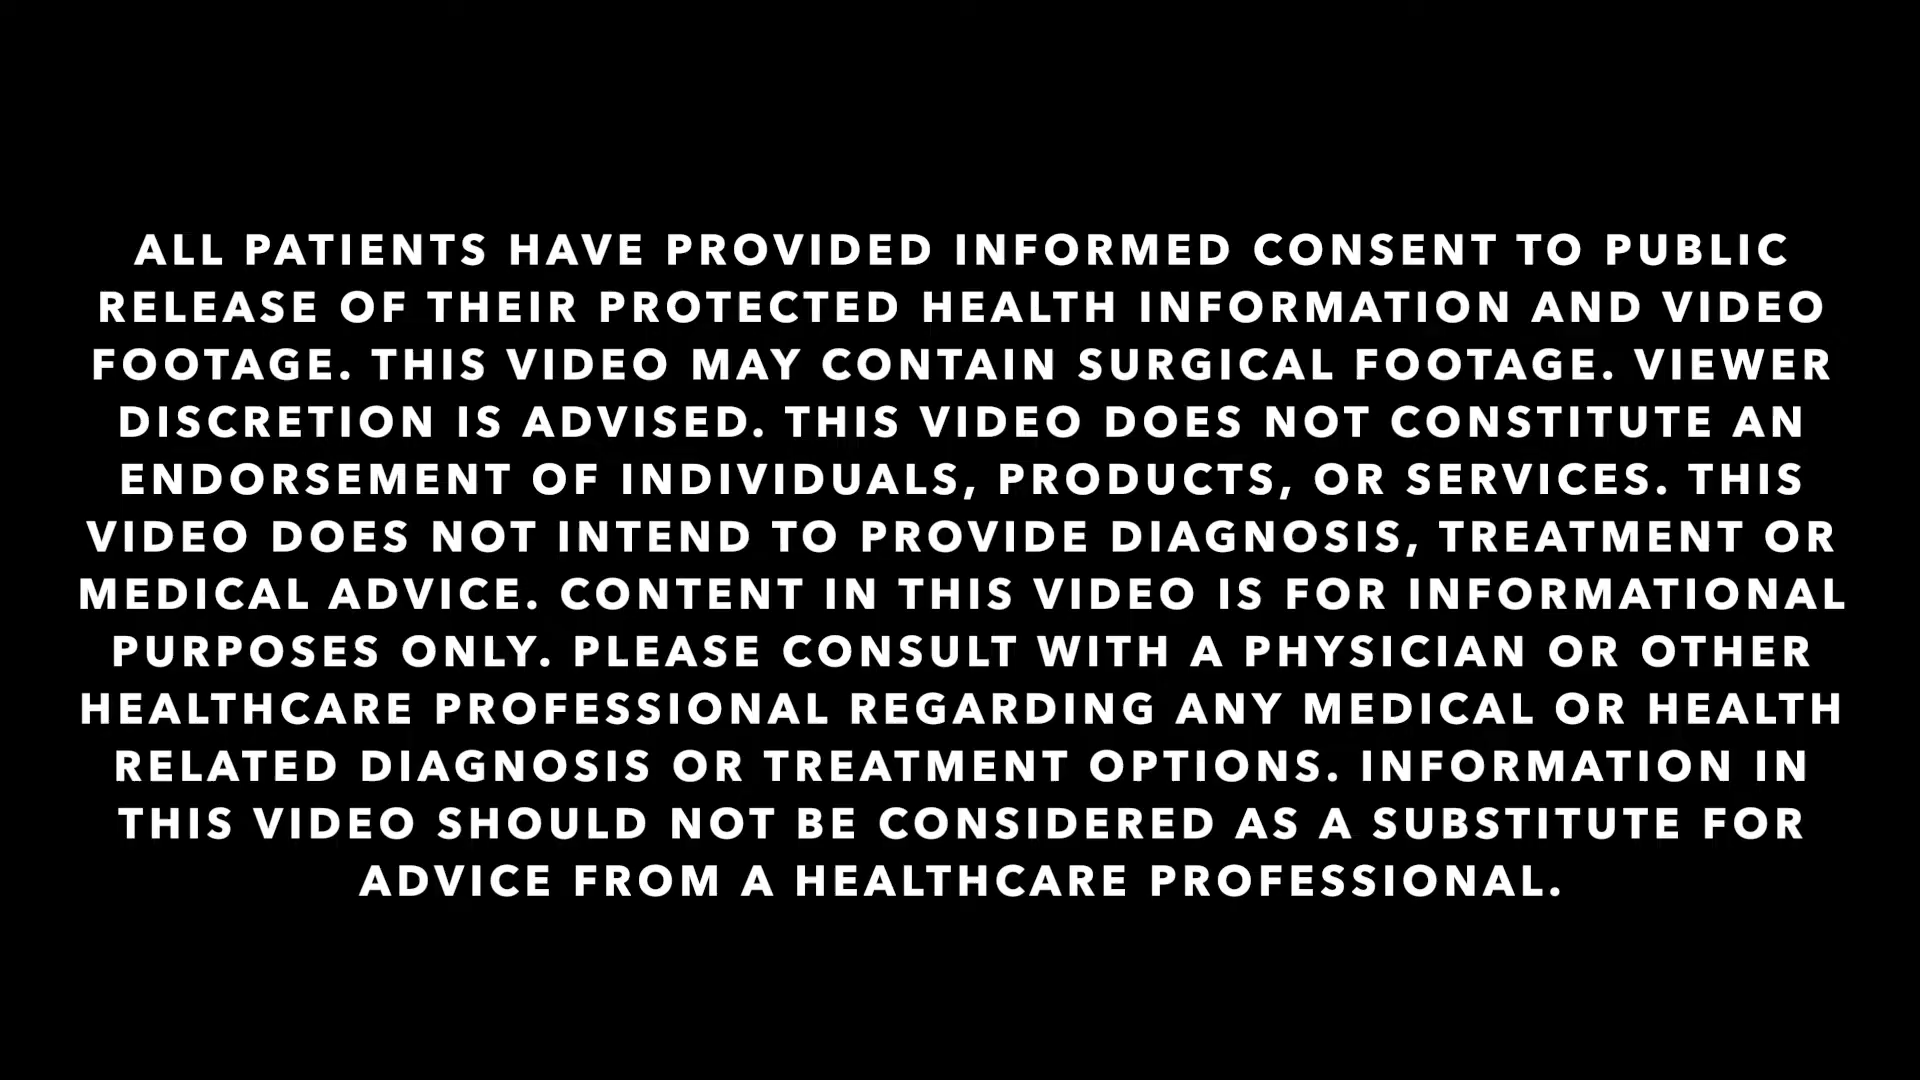 ALL PATIENTS HAVE PROVIDED INFORMED CONSENT TO PUBLIC
RELEASE OF THEIR PROTECTED HEALTH INFORMATION AND VIDEO
FOOTAGE. THIS VIDEO MAY CONTAIN SURGICAL FOOTAGE. VIEWER
DISCRETION IS ADVISED. THIS VIDEO DOES NOT CONSTITUTE AN
ENDORSEMENT OF INDIVIDUALS, PRODUCTS, OR SERVICES. THIS
VIDEO DOES NOT INTEND TO PROVIDE DIAGNOSIS, TREATMENT OR
MEDICAL ADVICE. CONTENT IN THIS VIDEO IS FOR INFORMATIONAL
PURPOSES ONLY. PLEASE CONSULT WITH A PHYSICIAN OR OTHER
HEALTHCARE PROFESSIONAL REGARDING ANY MEDICAL OR HEALTH
RELATED DIAGNOSIS OR TREATMENT OPTIONS. INFORMATION IN
THIS VIDEO SHOULD NOT BE CONSIDERED AS A SUBSTITUTE FOR
ADVICE FROM A HEALTHCARE PROFESSIONAL.